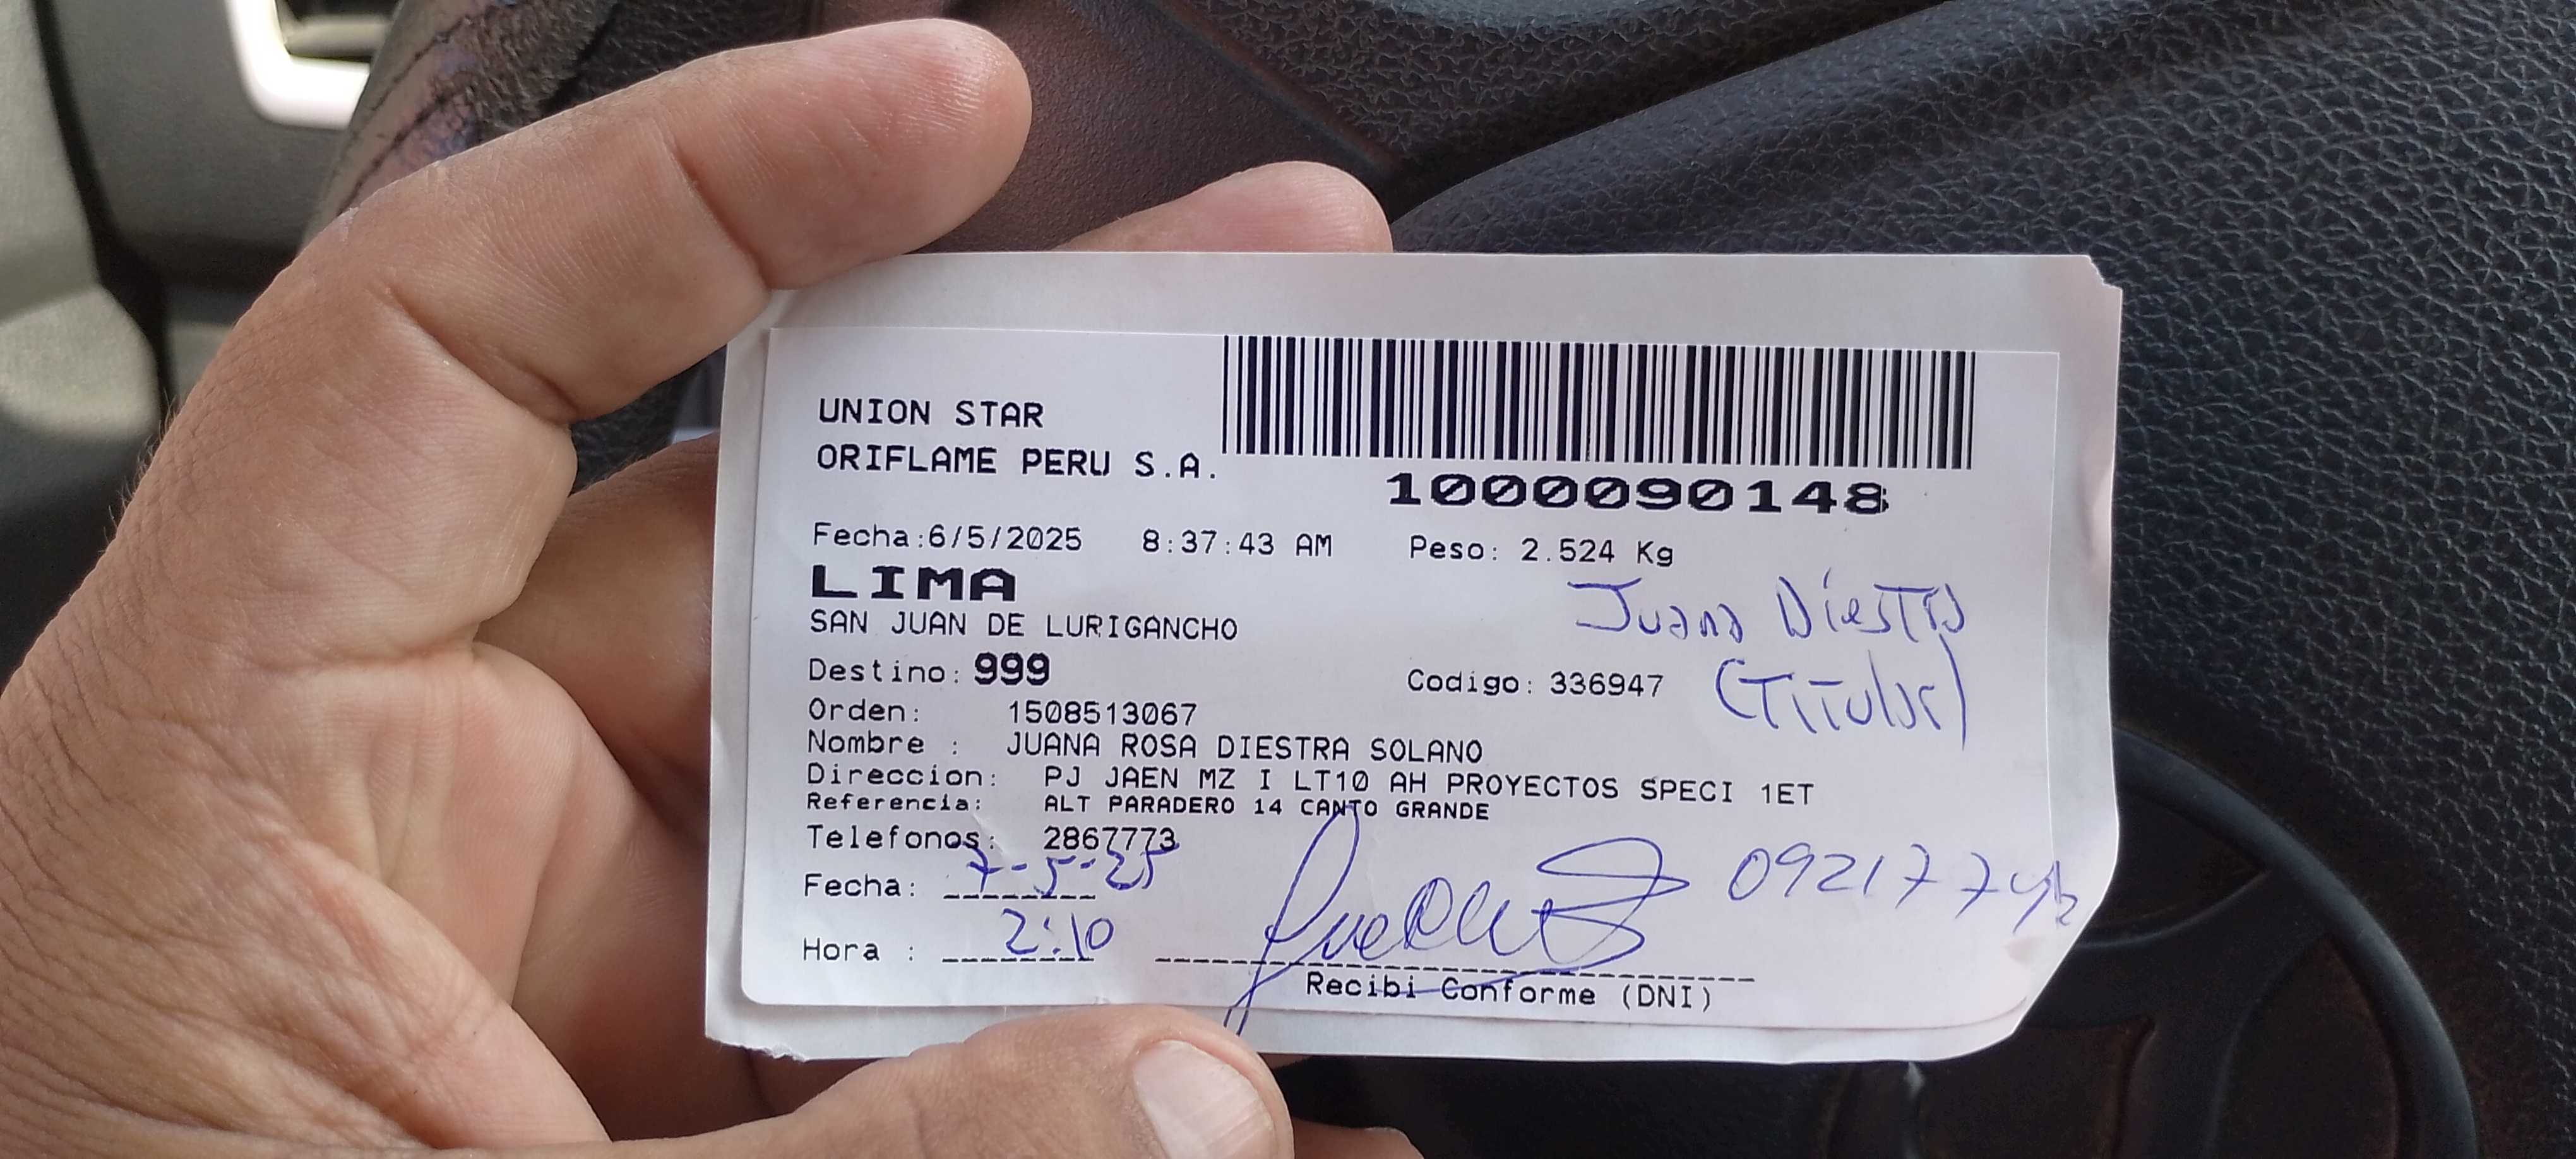 UNION STAR
ORIFLAME PERU S.A.
1000090148
Fecha:6/5/2025 8:37:43 AM Peso: 2.524 Kg
LIMA
SAN JUAN DE LURIGANCHO
Juana Diestra
(Titular)
Destino: 999 Codigo: 336947
Orden: 1508513067
Nombre : JUANA ROSA DIESTRA SOLANO
Direccion: PJ JAEN MZ I LT10 AH PROYECTOS SPECI 1ET
Referencia: ALT PARADERO 14 CANTO GRANDE
Telefonos: 2867773
Fecha: 7-5-25
Hora : 2:10
Recibi Conforme (DNI)